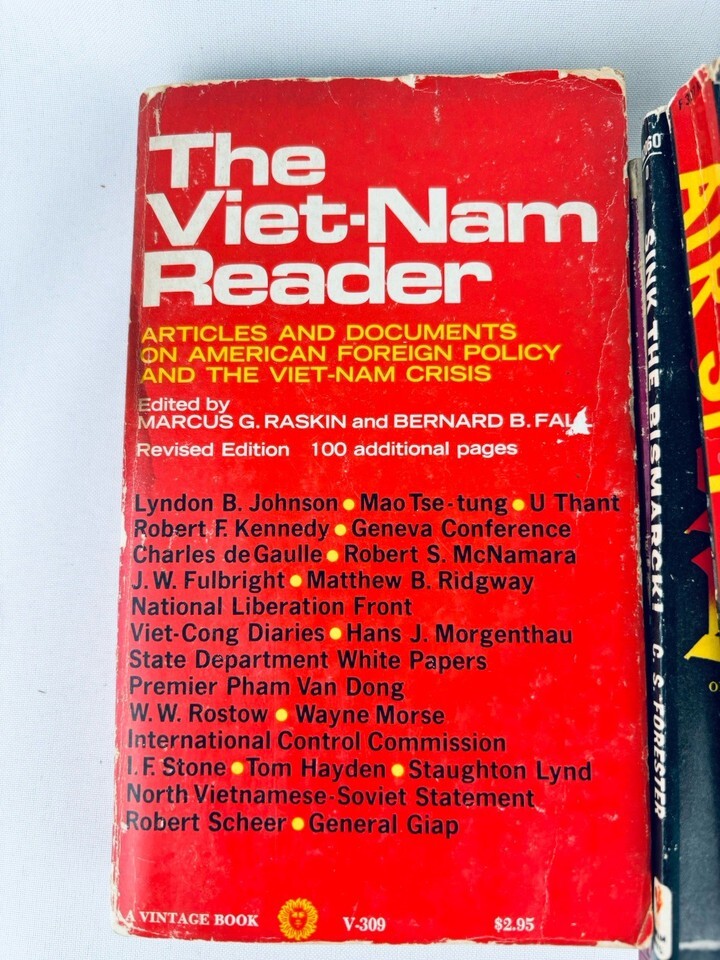 The
Viet-Nam
Reader
ARTICLES AND DOCUMENTS
ON AMERICAN FOREIGN POLICY
AND THE VIET-NAM CRISIS
Edited by
MARCUS G. RASKIN and BERNARD B. FALL
Revised Edition 100 additional pages
Lyndon B. Johnson • Mao Tse-tung • U Thant
Robert F. Kennedy • Geneva Conference
Charles de Gaulle • Robert S. McNamara
J. W. Fulbright • Matthew B. Ridgway
National Liberation Front
Viet-Cong Diaries • Hans J. Morgenthau
State Department White Papers
Premier Pham Van Dong
W. W. Rostow • Wayne Morse
International Control Commission
I. F. Stone • Tom Hayden • Staughton Lynd
North Vietnamese-Soviet Statement
Robert Scheer • General Giap
A VINTAGE BOOK V-309 $2.95
SINK THE BISMARCK! C. S. FORESTER